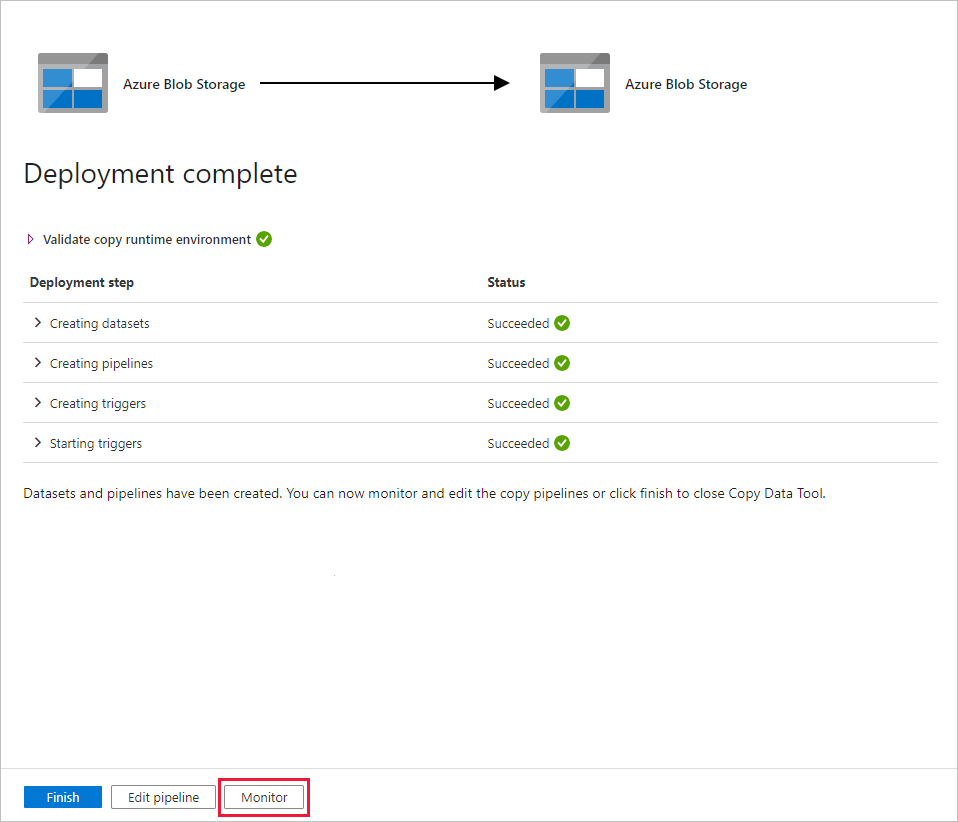 Azure Blob Storage
Azure Blob Storage
Deployment complete
Validate copy runtime environment
Deployment step Status
Creating datasets Succeeded
Creating pipelines Succeeded
Creating triggers Succeeded
Starting triggers Succeeded
Datasets and pipelines have been created. You can now monitor and edit the copy pipelines or click finish to close Copy Data Tool.
Finish Edit pipeline Monitor